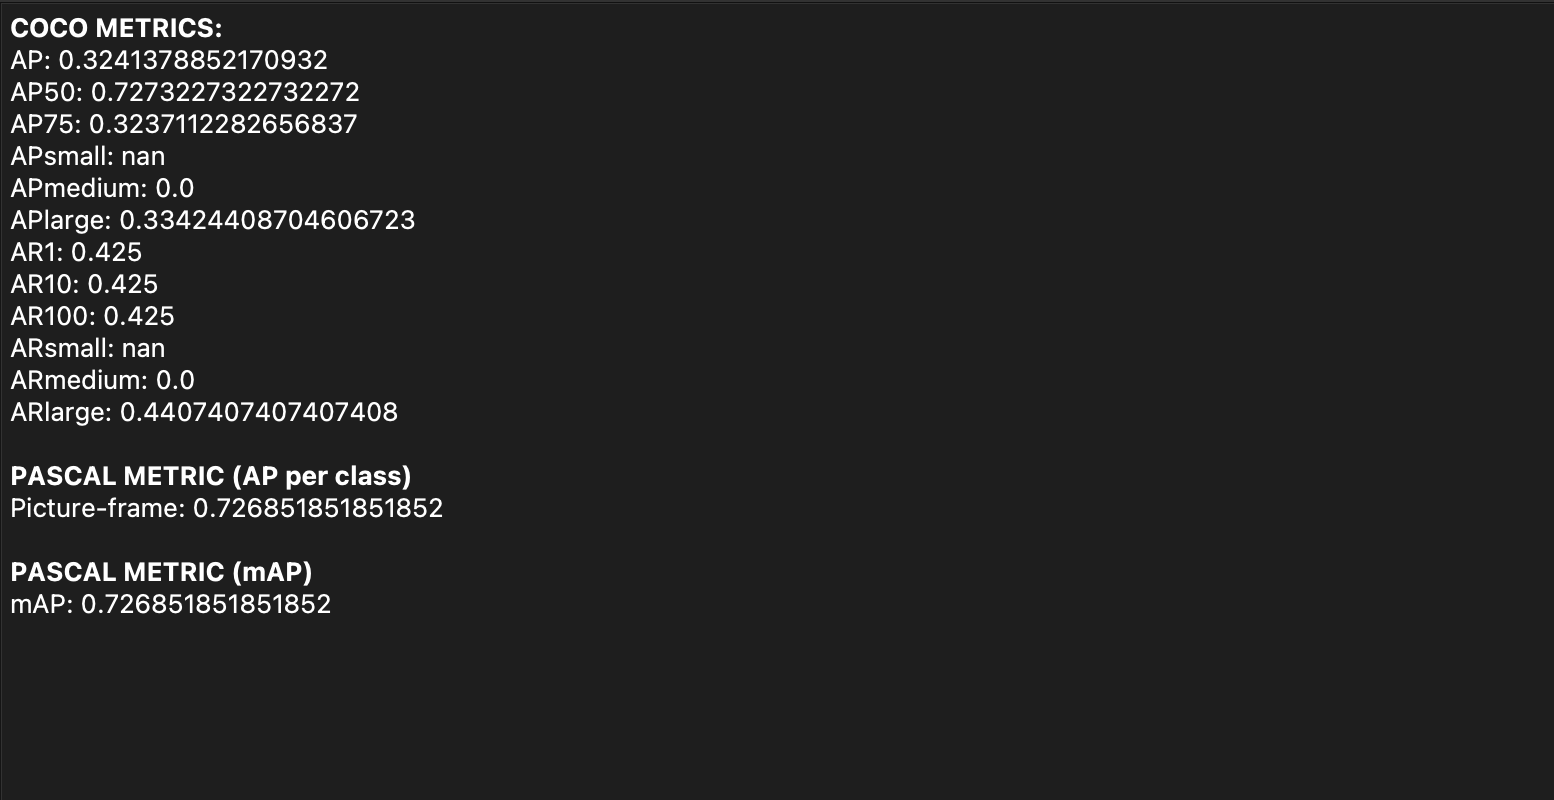 COCO METRICS:
AP: 0.3241378852170932
AP50: 0.7273227322732272
AP75: 0.3237112282656837
APsmall: nan
APmedium: 0.0
APlarge: 0.33424408704606723
AR1: 0.425
AR10: 0.425
AR100: 0.425
ARsmall: nan
ARmedium: 0.0
ARlarge: 0.4407407407407408
PASCAL METRIC (AP per class)
Picture-frame: 0.726851851851852
PASCAL METRIC (mAP)
mAP: 0.726851851851852